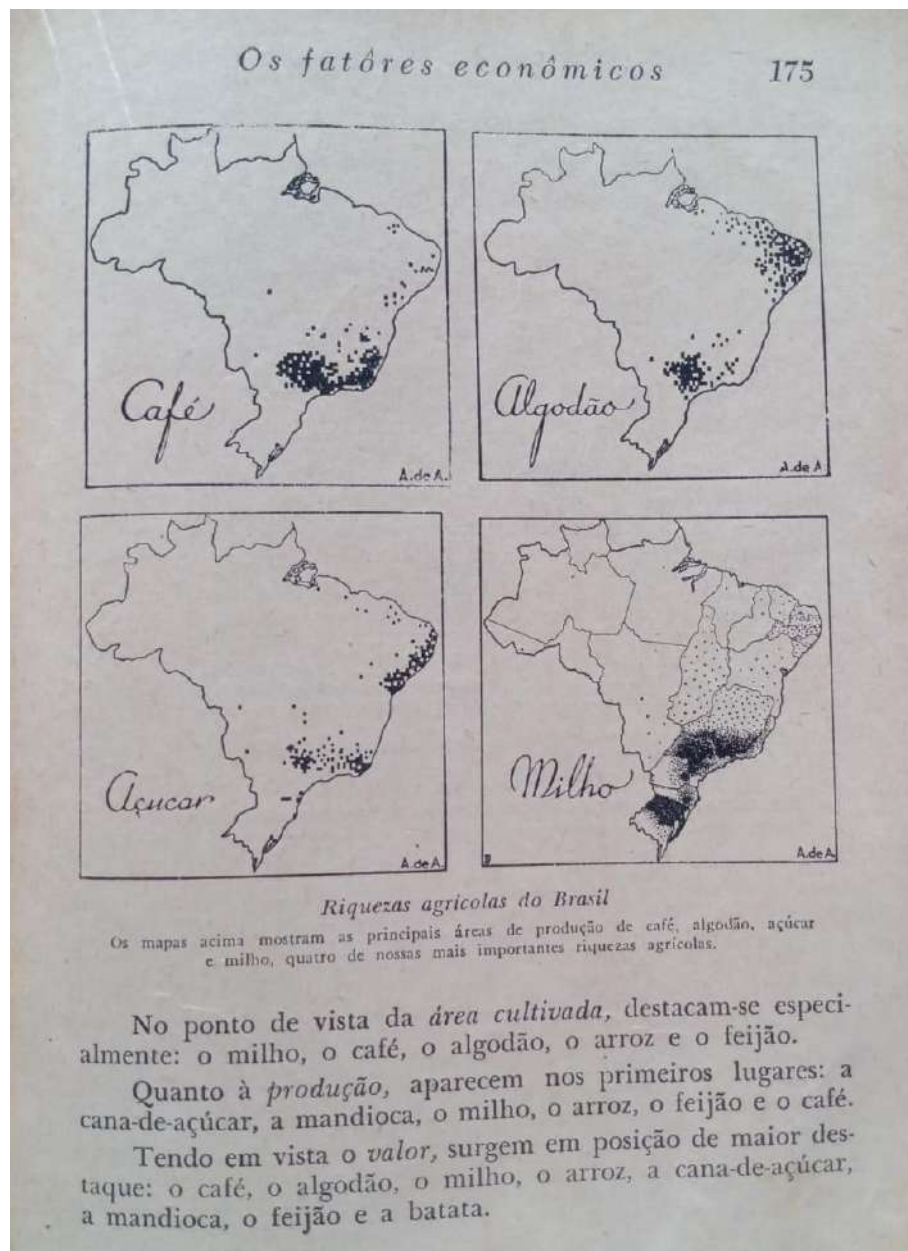 Os fatôres econômicos 175
Café
A. de A.
Algodão
A. de A
Açucar
A. de A.
Milho
A. de A.
Riquezas agrícolas do Brasil
Os mapas acima mostram as principais áreas de produção de café, algodão, açúcar
e milho, quatro de nossas mais importantes riquezas agrícolas.
No ponto de vista da área cultivada, destacam-se especi-
almente: o milho, o café, o algodão, o arroz e o feijão.
Quanto à produção, aparecem nos primeiros lugares: a
cana-de-açúcar, a mandioca, o milho, o arroz, o feijão e o café.
Tendo em vista o valor, surgem em posição de maior des-
taque: o café, o algodão, o milho, o arroz, a cana-de-açúcar,
a mandioca, o feijão e a batata.